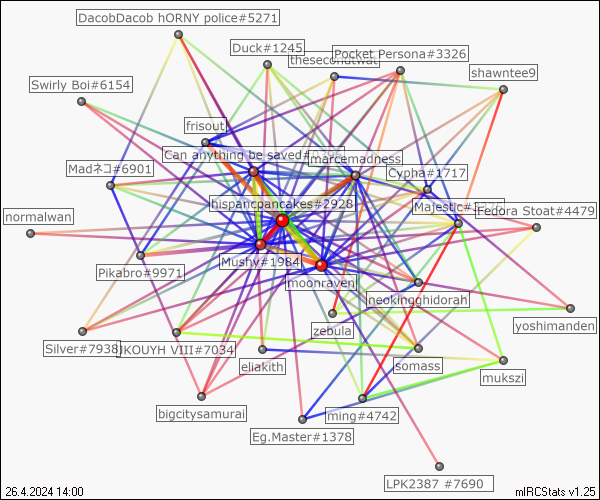 DacobDacob hORNY police#5271
Duck#1245
thesecondtwat
Pocket Persona#3326
shawntee9
Swirly Boi#6154
frisout
Can anything be saved#
marcemadness
Madネコ#6901
Cypha#1717
hispancpancakes#2928
Majestic#
Fedora Stoat#4479
normalwan
Mushy#1984
Pikabro#9971
moonraven
neokingghidorah
zebula
yoshimanden
Silver#7938
JKOUYH VIII#7034
eliakith
somass
mukszi
bigcitysamurai
ming#4742
Eg.Master#1378
LPK2387 #7690
26.4.2024 14:00
mIRCStats v1.25